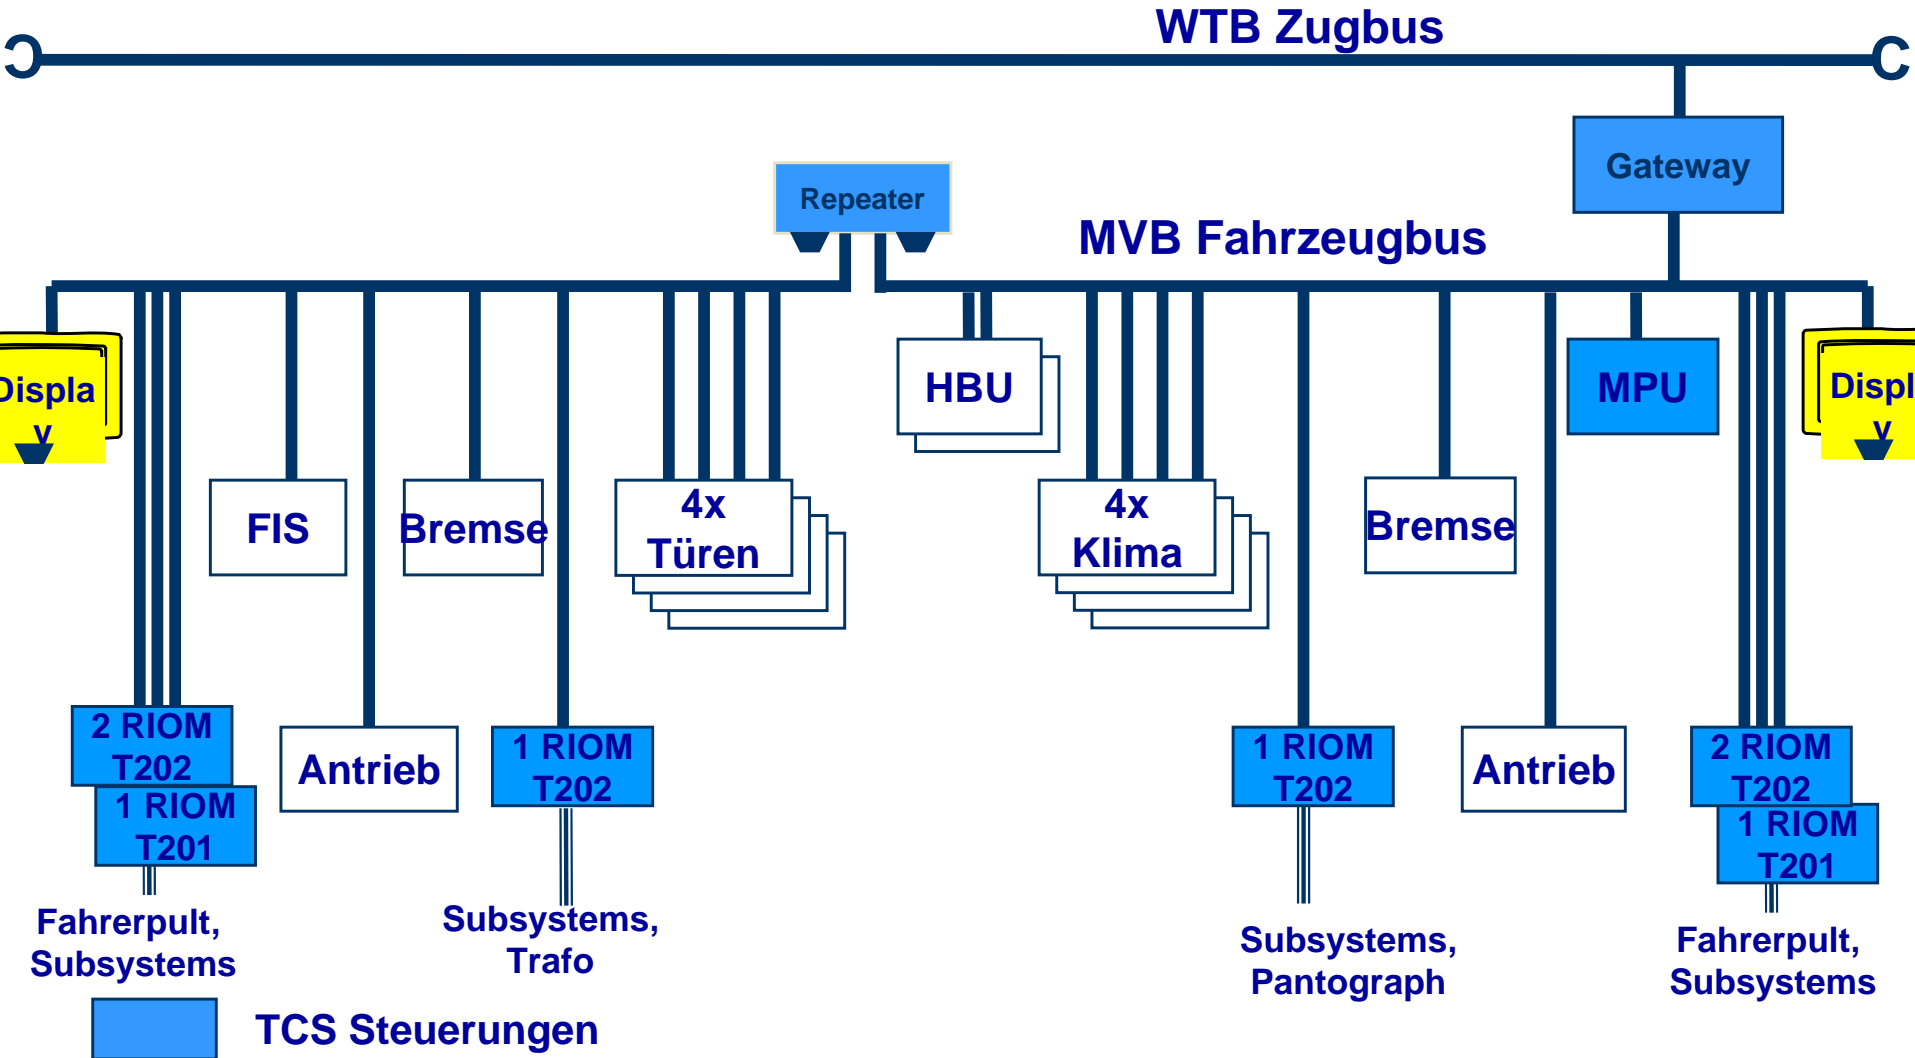 WTB Zugbus
Gateway
Repeater
MVB Fahrzeugbus
Displa
y
HBU
MPU
Displ
y
FIS
Bremse
4x
Türen
4x
Klima
Bremse
2 RIOM
T202
1 RIOM
T201
Antrieb
1 RIOM
T202
1 RIOM
T202
Antrieb
2 RIOM
T202
1 RIOM
T201
Fahrerpult,
Subsystems
Subsystems,
Trafo
Subsystems,
Pantograph
Fahrerpult,
Subsystems
TCS Steuerungen